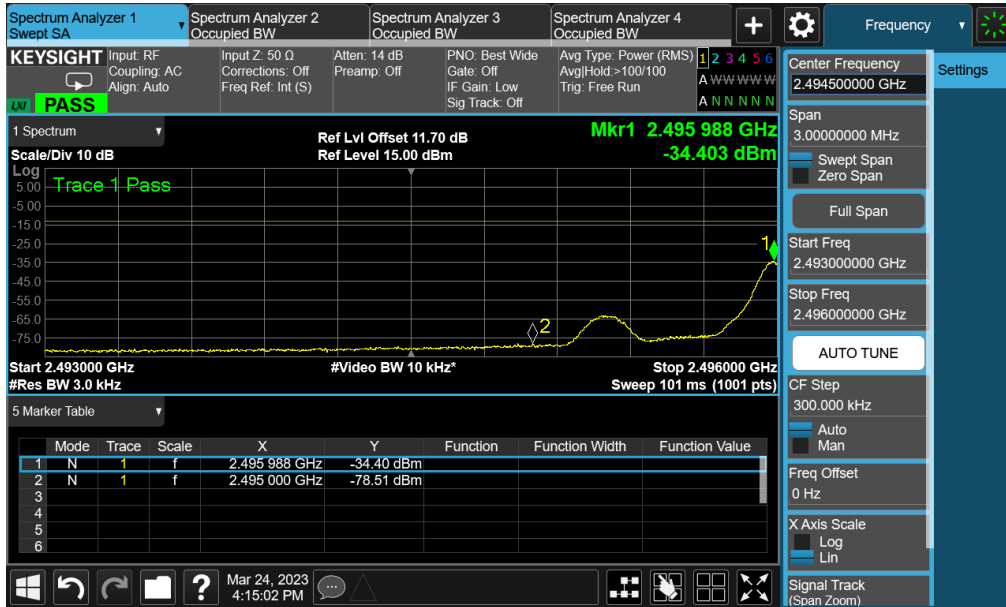 Spectrum Analyzer 1
Swept SA
Spectrum Analyzer 2
Occupied BW
Spectrum Analyzer 3
Occupied BW
Spectrum Analyzer 4
Occupied BW
+
Frequency
KEYSIGHT
LXI
PASS
Input: RF
Coupling: AC
Align: Auto
Input Z: 50 Ω
Corrections: Off
Freq Ref: Int (S)
Atten: 14 dB
Preamp: Off
PNO: Best Wide
Gate: Off
IF Gain: Low
Sig Track: Off
Avg Type: Power (RMS)
Avg|Hold:>100/100
Trig: Free Run
1 2 3 4 5 6
A W W W W W
A N N N N N
1 Spectrum
Scale/Div 10 dB
Ref Lvl Offset 11.70 dB
Ref Level 15.00 dBm
Mkr1 2.495 988 GHz
-34.403 dBm
Log
Trace 1 Pass
5.00
-5.00
-15.0
-25.0
-35.0
-45.0
-55.0
-65.0
-75.0
1
2
Start 2.493000 GHz
#Res BW 3.0 kHz
#Video BW 10 kHz*
Stop 2.496000 GHz
Sweep 101 ms (1001 pts)
5 Marker Table
Mode Trace Scale X Y Function Function Width Function Value
1 N 1 f 2.495 988 GHz -34.40 dBm
2 N 1 f 2.495 000 GHz -78.51 dBm
3
4
5
6
Center Frequency
2.494500000 GHz
Settings
Span
3.00000000 MHz
Swept Span
Zero Span
Full Span
Start Freq
2.493000000 GHz
Stop Freq
2.496000000 GHz
AUTO TUNE
CF Step
300.000 kHz
Auto
Man
Freq Offset
0 Hz
X Axis Scale
Log
Lin
Signal Track
(Span Zoom)
?
Mar 24, 2023
4:15:02 PM